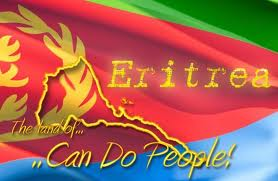 Eritrea
The land of...
,,Can Do People!